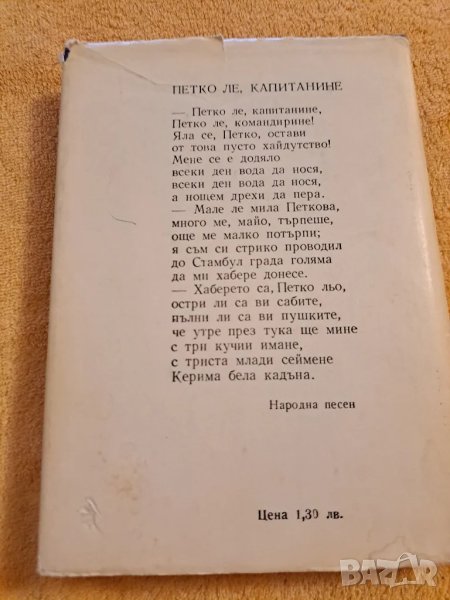 ПЕТКО ЛЕ, КАПИТАНИНЕ
— Петко ле, капитанине,
Петко ле, командирине!
Яла се, Петко, остави
от това пусто хайдутство!
Мене се е додяло
всеки ден вода да нося,
всеки ден вода да нося,
а нощем дрехи да пера.
— Мале ле мила Петкова,
много ме, майо, търпеше,
още ме малко потърпи;
я съм си стрико проводил
до Стамбул града голяма
да ми хабере донесе.
— Хаберето са, Петко льо,
остри ли са ви сабите,
пълни ли са ви пушките,
че утре през тука ще мине
с три кучии имане,
с триста млади сеймене
Керима бела кадъна.
Народна песен
Цена 1,30 лв.
BAZAR